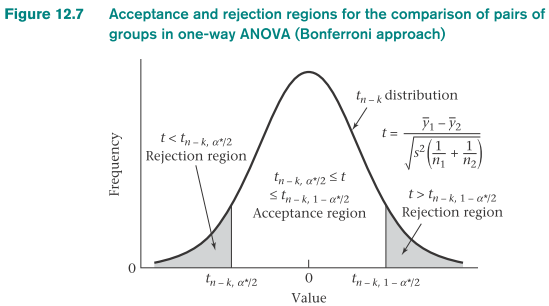 Figure 12.7 Acceptance and rejection regions for the comparison of pairs of
groups in one-way ANOVA (Bonferroni approach)
t_{n – k} distribution
t = (ȳ₁ – ȳ₂) / √(s²(1/n₁ + 1/n₂))
t < t_{n – k, α*/2}
Rejection region
t_{n – k, α*/2} ≤ t
≤ t_{n – k, 1 – α*/2}
Acceptance region
t > t_{n – k, 1 – α*/2}
Rejection region
Frequency
0
t_{n – k, α*/2}
0
t_{n – k, 1 – α*/2}
Value